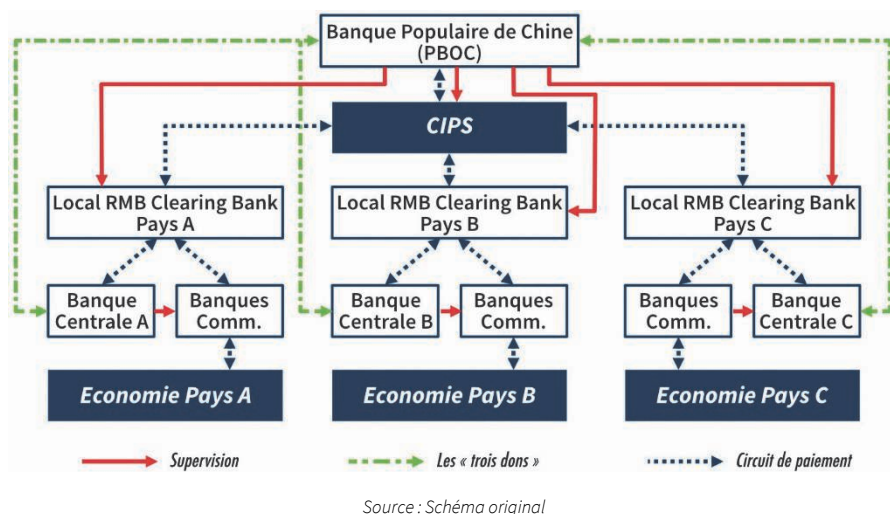 Banque Populaire de Chine
(PBOC)
CIPS
Local RMB Clearing Bank
Pays A
Local RMB Clearing Bank
Pays B
Local RMB Clearing Bank
Pays C
Banque
Centrale A
Banques
Comm.
Banque
Centrale B
Banques
Comm.
Banques
Comm.
Banque
Centrale C
Economie Pays A
Economie Pays B
Economie Pays C
Supervision
Les « trois dons »
Circuit de paiement
Source : Schéma original